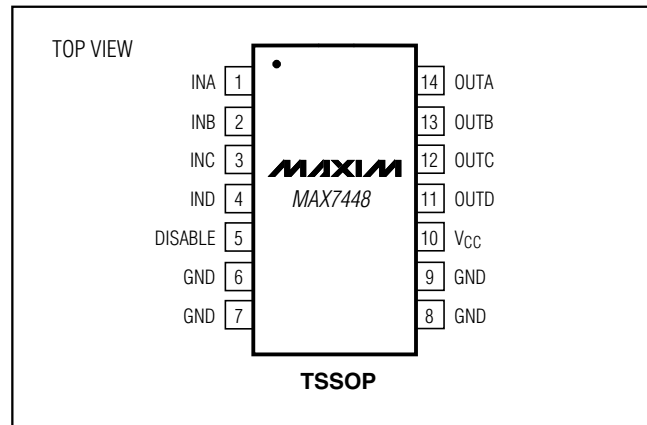 TOP VIEW
INA 1 14 OUTA
INB 2 13 OUTB
INC 3 MAXIM 12 OUTC
IND 4 MAX7448 11 OUTD
DISABLE 5 10 VCC
GND 6 9 GND
GND 7 8 GND
TSSOP